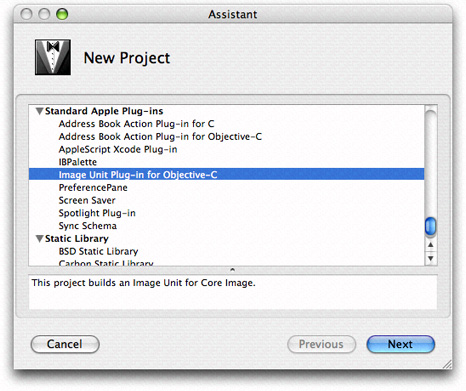 Assistant
New Project
Standard Apple Plug-ins
Address Book Action Plug-in for C
Address Book Action Plug-in for Objective-C
AppleScript Xcode Plug-in
IBPalette
Image Unit Plug-in for Objective-C
PreferencePane
Screen Saver
Spotlight Plug-in
Sync Schema
Static Library
BSD Static Library
Carbon Static Library
This project builds an Image Unit for Core Image.
Cancel
Previous
Next